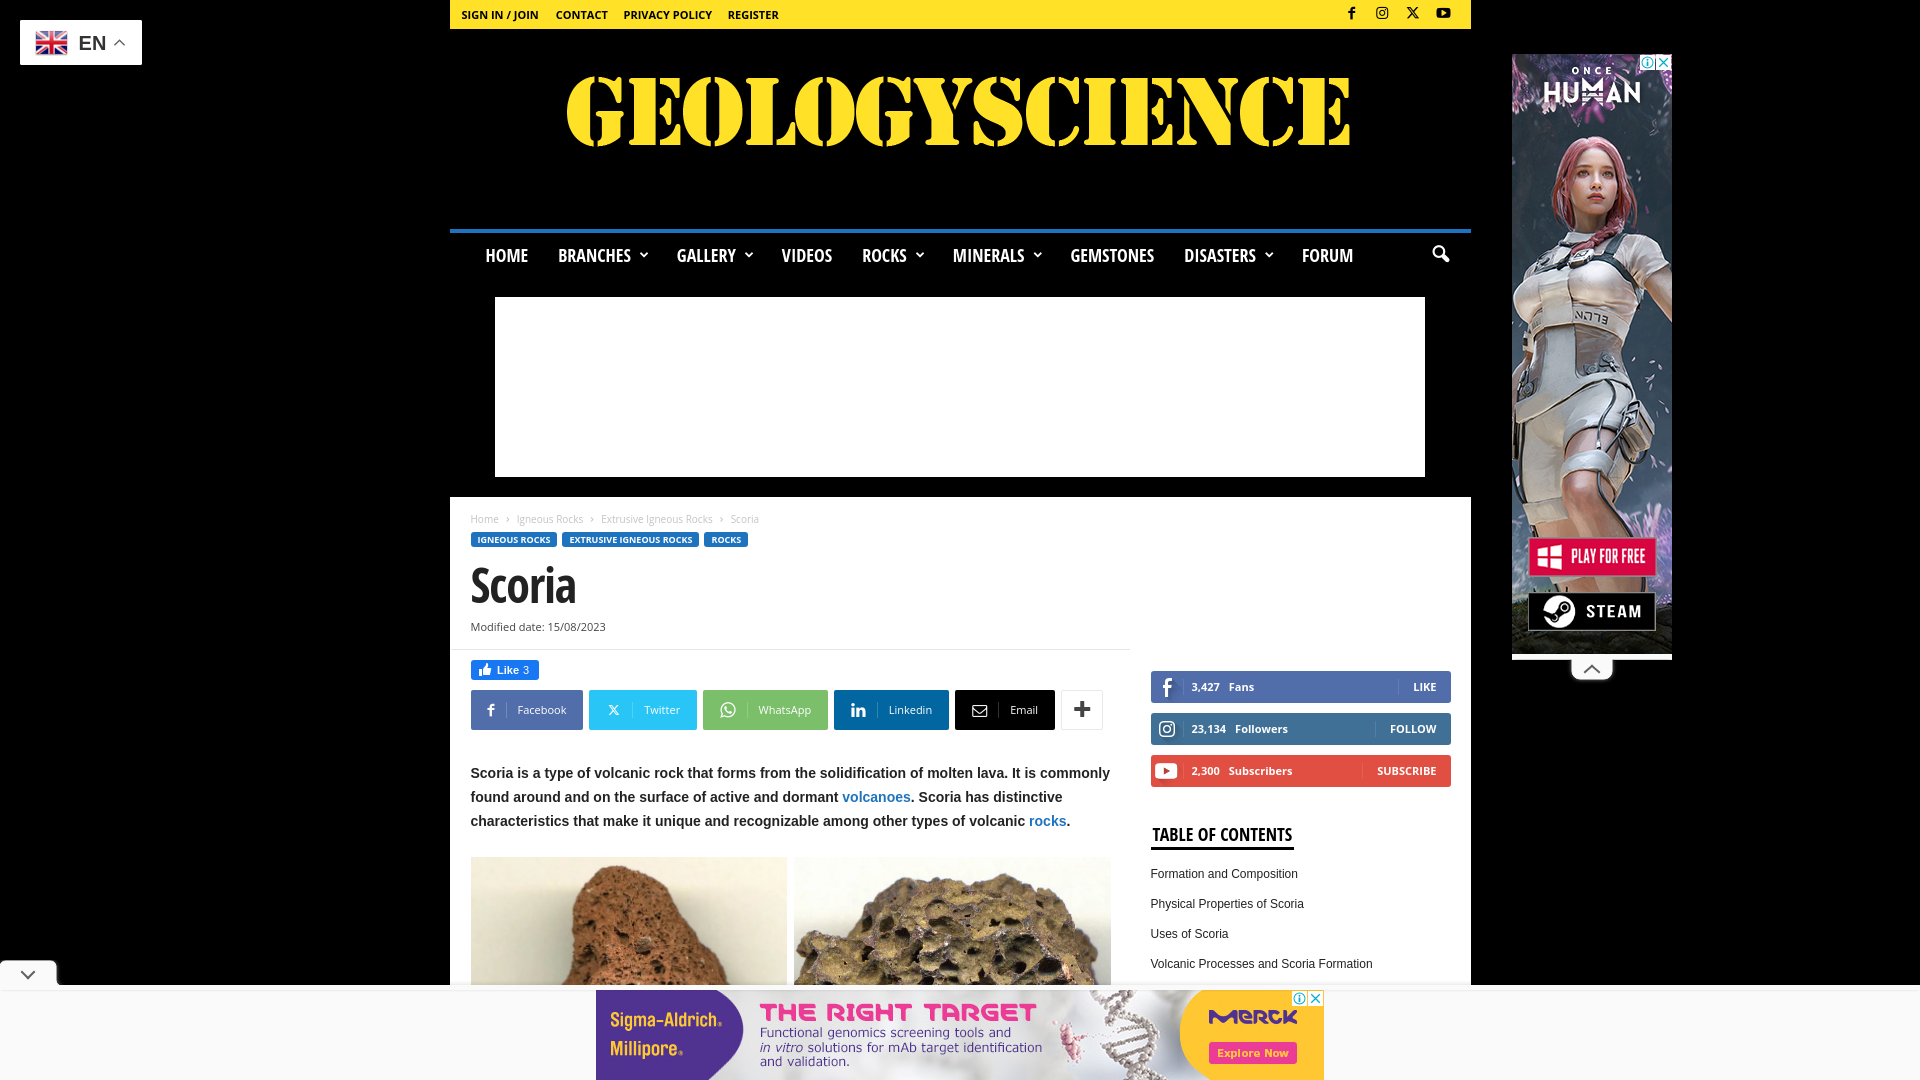 SIGN IN / JOIN CONTACT PRIVACY POLICY REGISTER
EN
GEOLOGYSCIENCE
HOME BRANCHES GALLERY VIDEOS ROCKS MINERALS GEMSTONES DISASTERS FORUM
ONCE
HUMAN
PLAY FOR FREE
STEAM
Home › Igneous Rocks › Extrusive Igneous Rocks › Scoria
IGNEOUS ROCKS EXTRUSIVE IGNEOUS ROCKS ROCKS
Scoria
Modified date: 15/08/2023
Like 3
Facebook Twitter WhatsApp Linkedin Email
Scoria is a type of volcanic rock that forms from the solidification of molten lava. It is commonly
found around and on the surface of active and dormant volcanoes. Scoria has distinctive
characteristics that make it unique and recognizable among other types of volcanic rocks.
3,427 Fans LIKE
23,134 Followers FOLLOW
2,300 Subscribers SUBSCRIBE
TABLE OF CONTENTS
Formation and Composition
Physical Properties of Scoria
Uses of Scoria
Volcanic Processes and Scoria Formation
Sigma-Aldrich®
Millipore®
THE RIGHT TARGET
Functional genomics screening tools and
in vitro solutions for mAb target identification
and validation.
MERCK
Explore Now